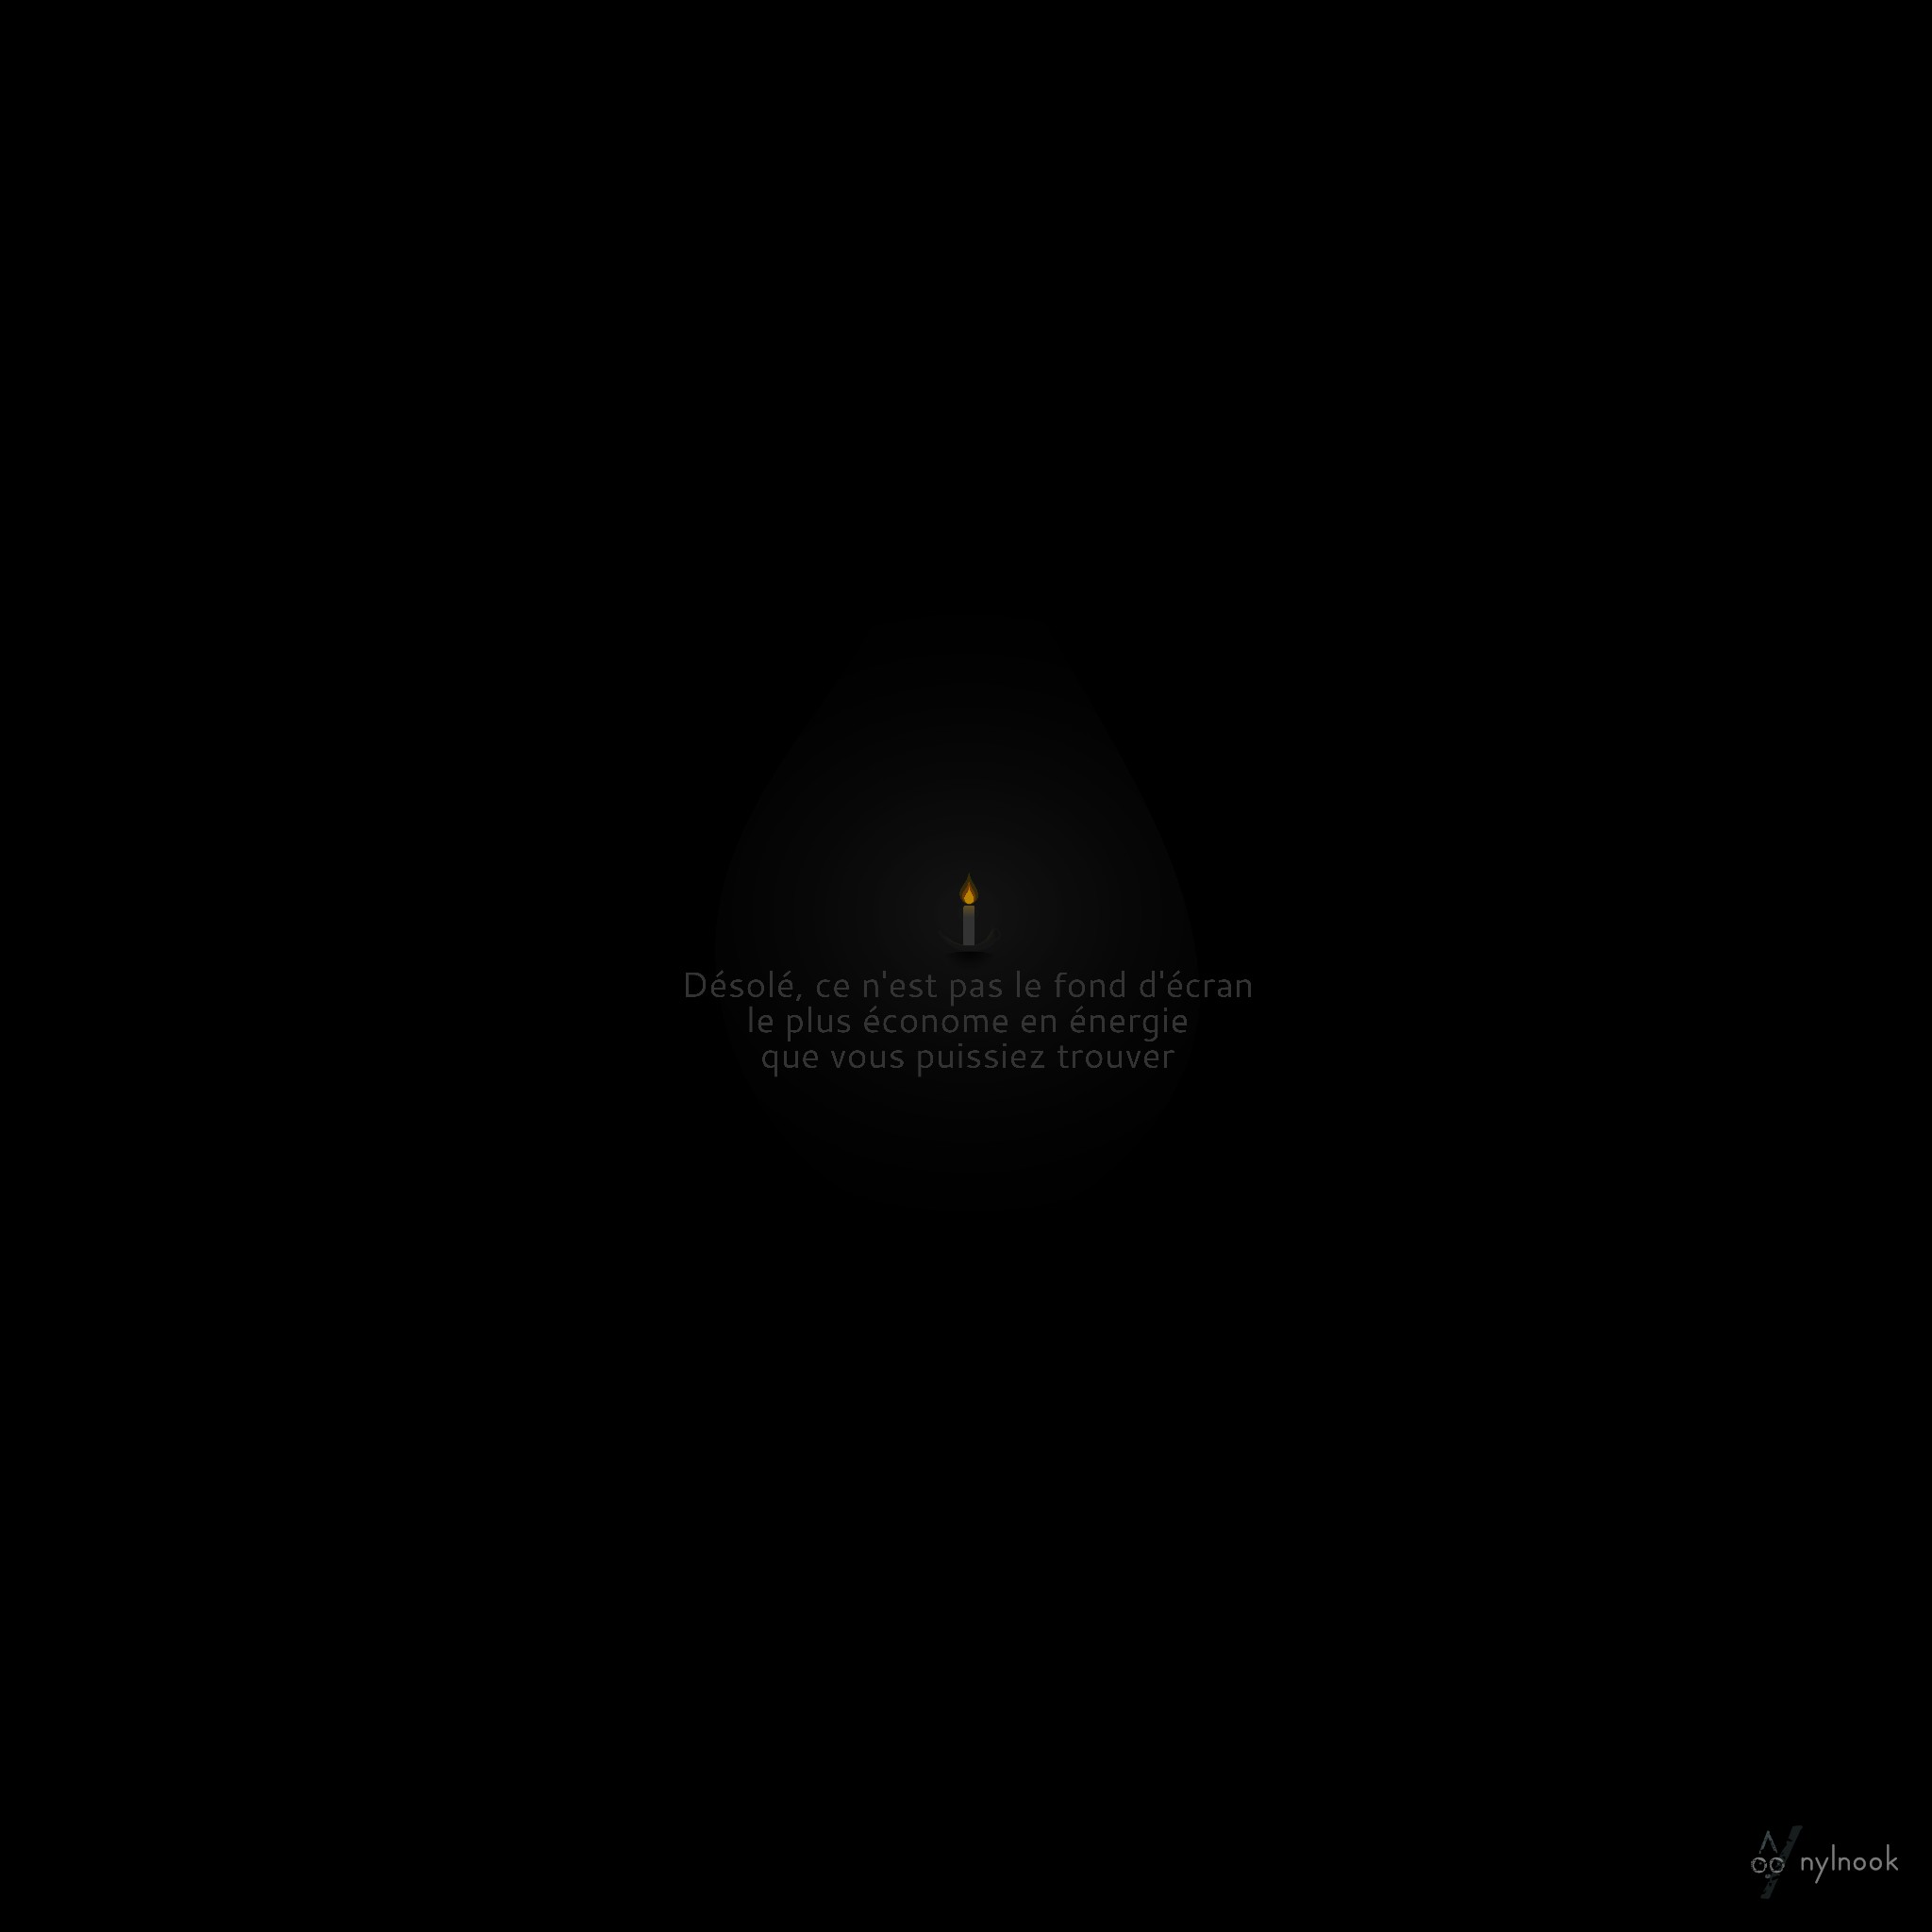 Désolé, ce n'est pas le fond d'écran
le plus économe en énergie
que vous puissiez trouver
nylnook